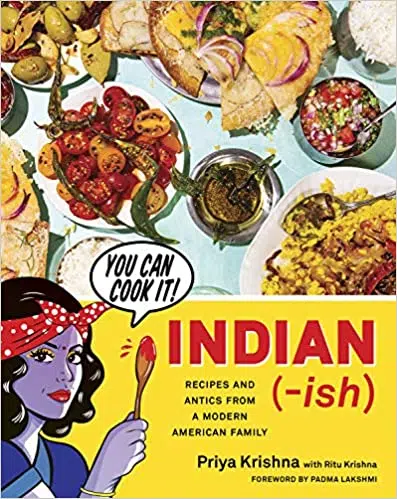 YOU CAN
COOK IT!
INDIAN
(-ish)
RECIPES AND
ANTICS FROM
A MODERN
AMERICAN FAMILY
Priya Krishna with Ritu Krishna
FOREWORD BY PADMA LAKSHMI